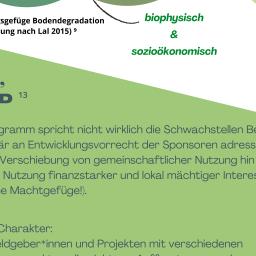 sgefüge Bodendegradation
ung nach Lal 2015) ⁹
biophysisch
&
sozioökonomisch
13
gramm spricht nicht wirklich die Schwachstellen Be
är an Entwicklungsvorrecht der Sponsoren adress
Verschiebung von gemeinschaftlicher Nutzung hin
Nutzung finanzstarker und lokal mächtiger Interes
e Machtgefüge!).
Charakter:
eldgeber*innen und Projekten mit verschiedenen